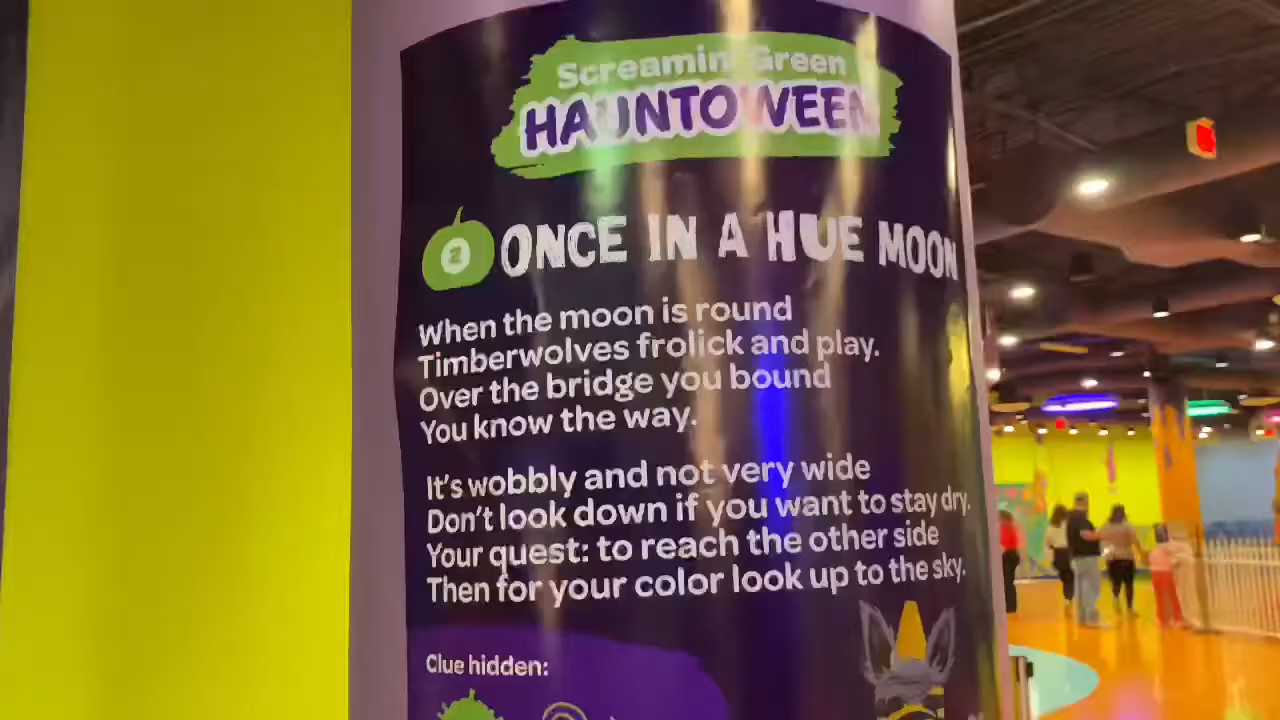 Screamin' Green
HAUNTOWEEN
2 ONCE IN A HUE MOON
When the moon is round
Timberwolves frolick and play.
Over the bridge you bound
You know the way.
It's wobbly and not very wide
Don't look down if you want to stay dry.
Your quest: to reach the other side
Then for your color look up to the sky.
Clue hidden: